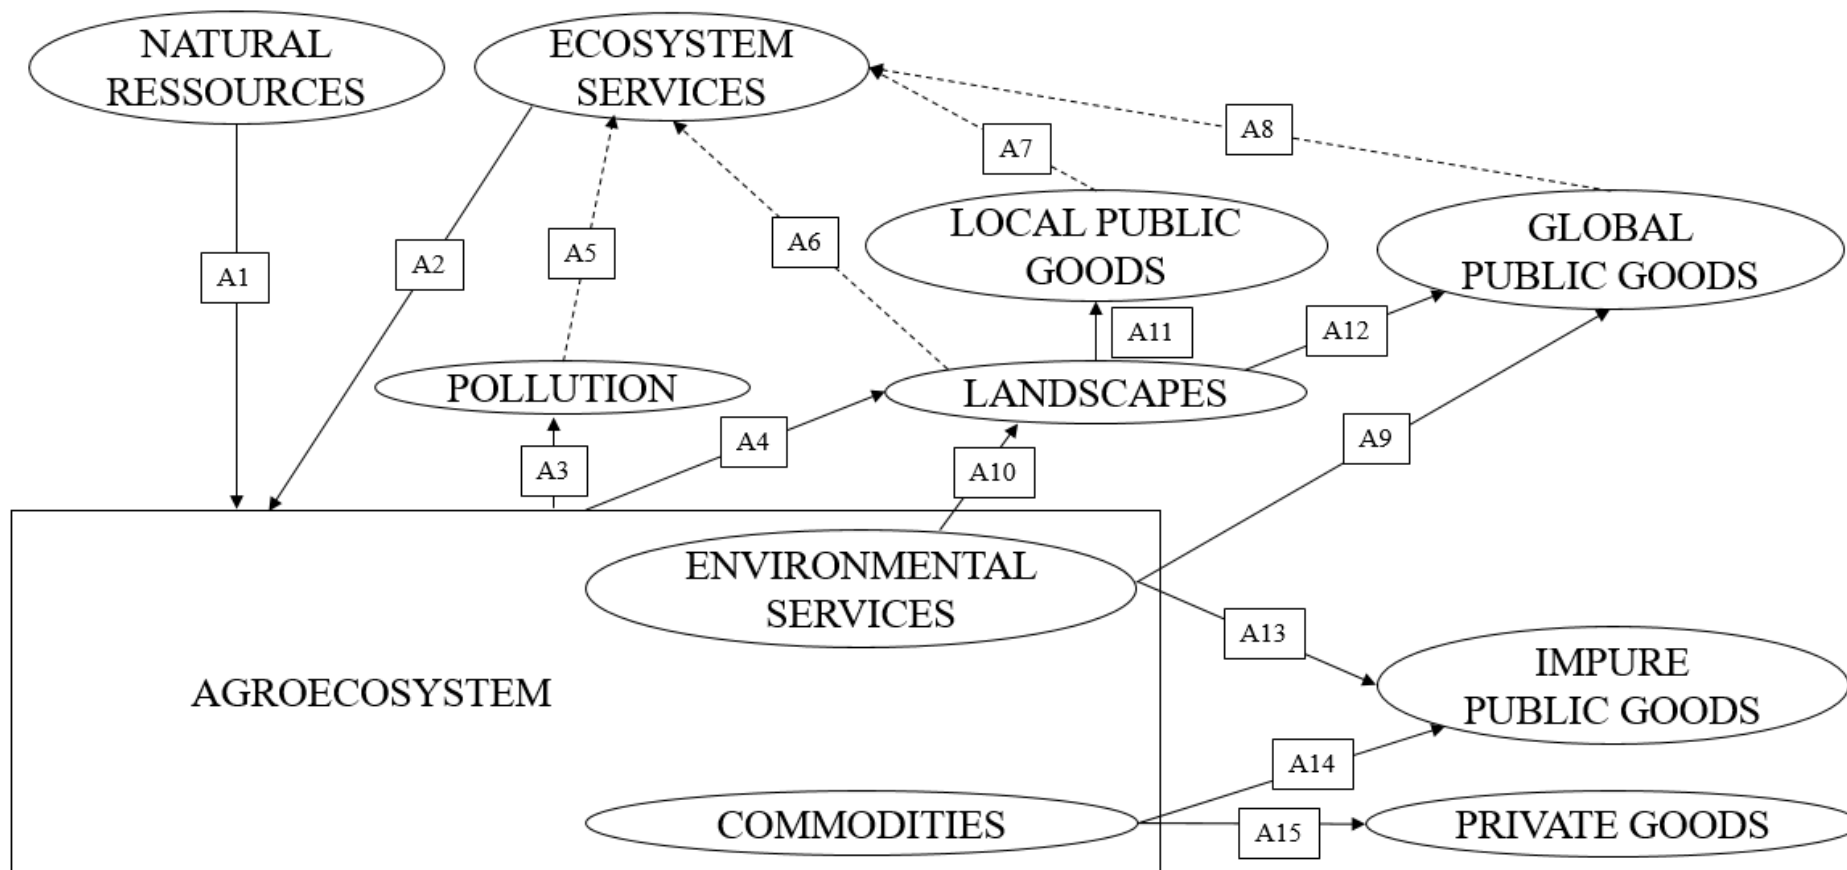 NATURAL
RESSOURCES
ECOSYSTEM
SERVICES
A8
A7
LOCAL PUBLIC
GOODS
GLOBAL
PUBLIC GOODS
A1
A2
A5
A6
A11
A12
POLLUTION
LANDSCAPES
A3
A4
A10
A9
ENVIRONMENTAL
SERVICES
A13
AGROECOSYSTEM
IMPURE
PUBLIC GOODS
A14
COMMODITIES
A15
PRIVATE GOODS